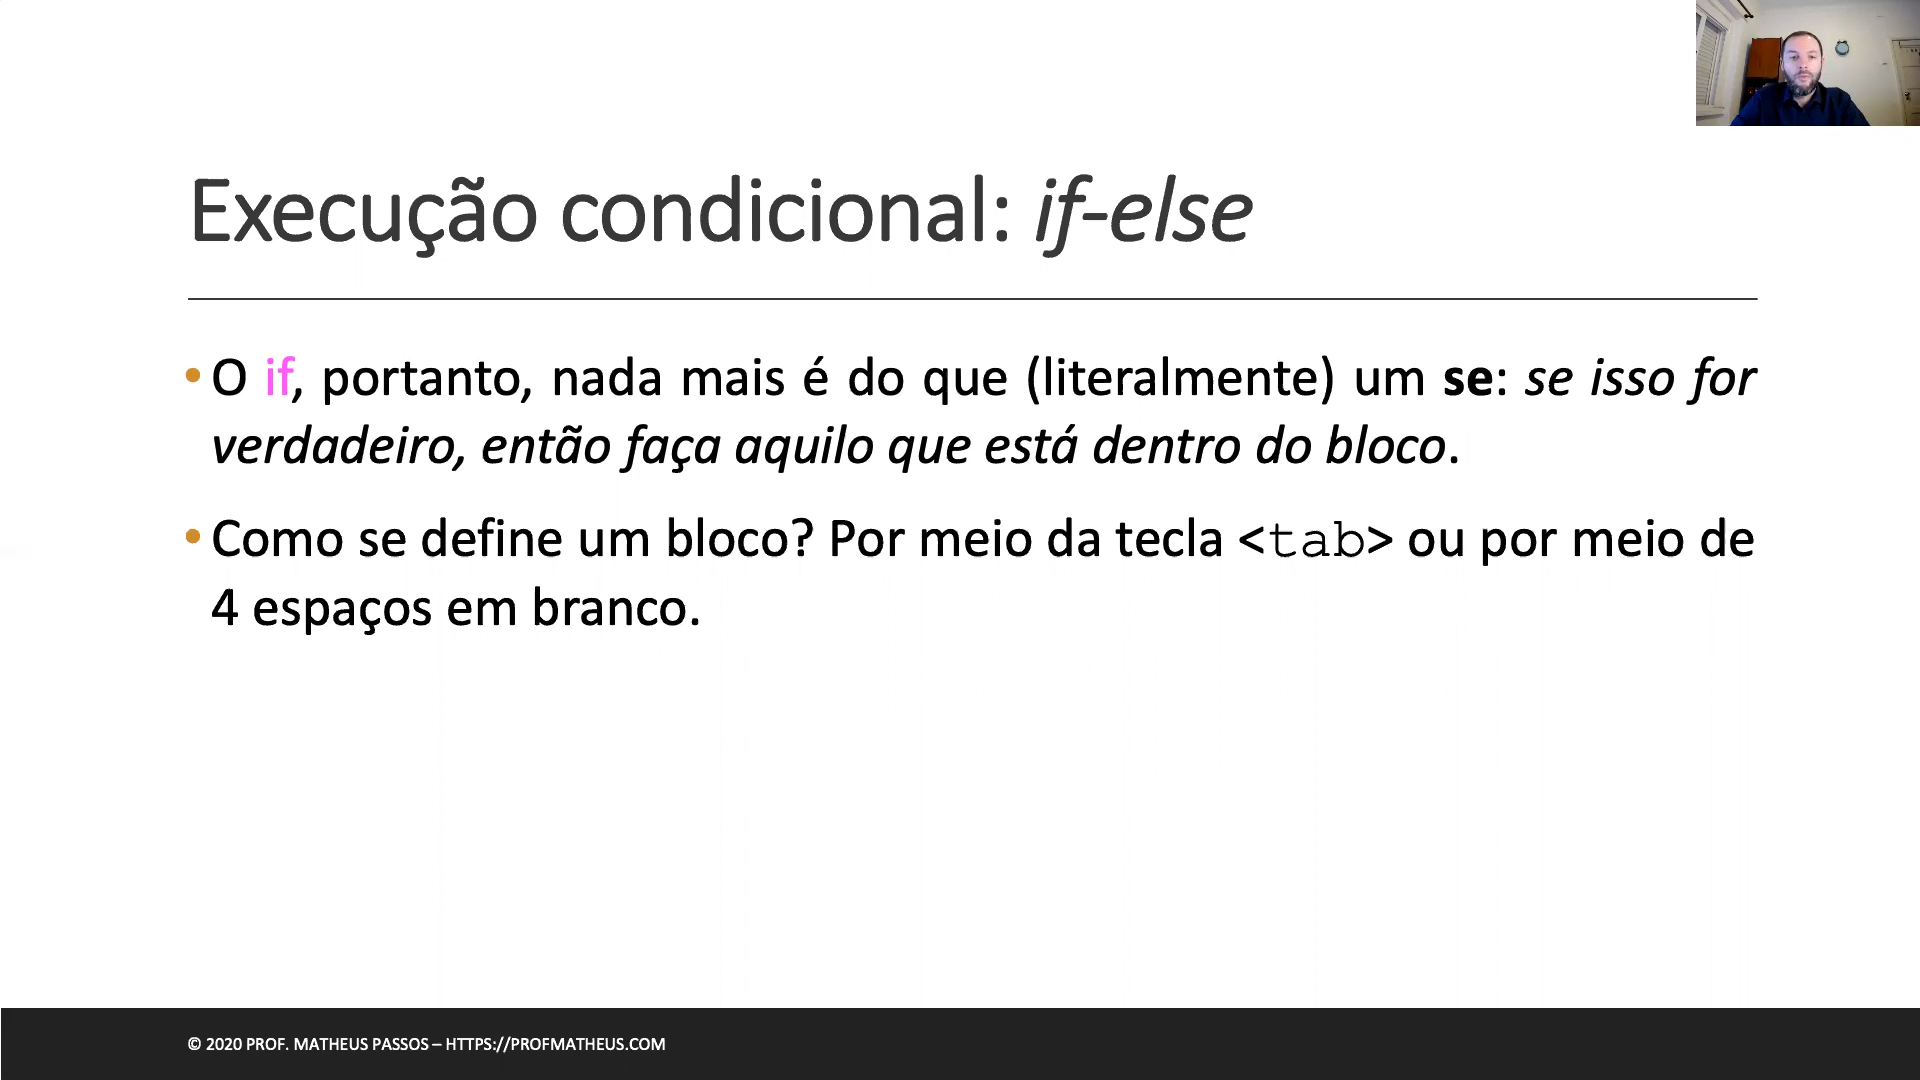 Execução condicional: if-else
• O if, portanto, nada mais é do que (literalmente) um se: se isso for
verdadeiro, então faça aquilo que está dentro do bloco.
• Como se define um bloco? Por meio da tecla <tab> ou por meio de
4 espaços em branco.
© 2020 PROF. MATHEUS PASSOS – HTTPS://PROFMATHEUS.COM